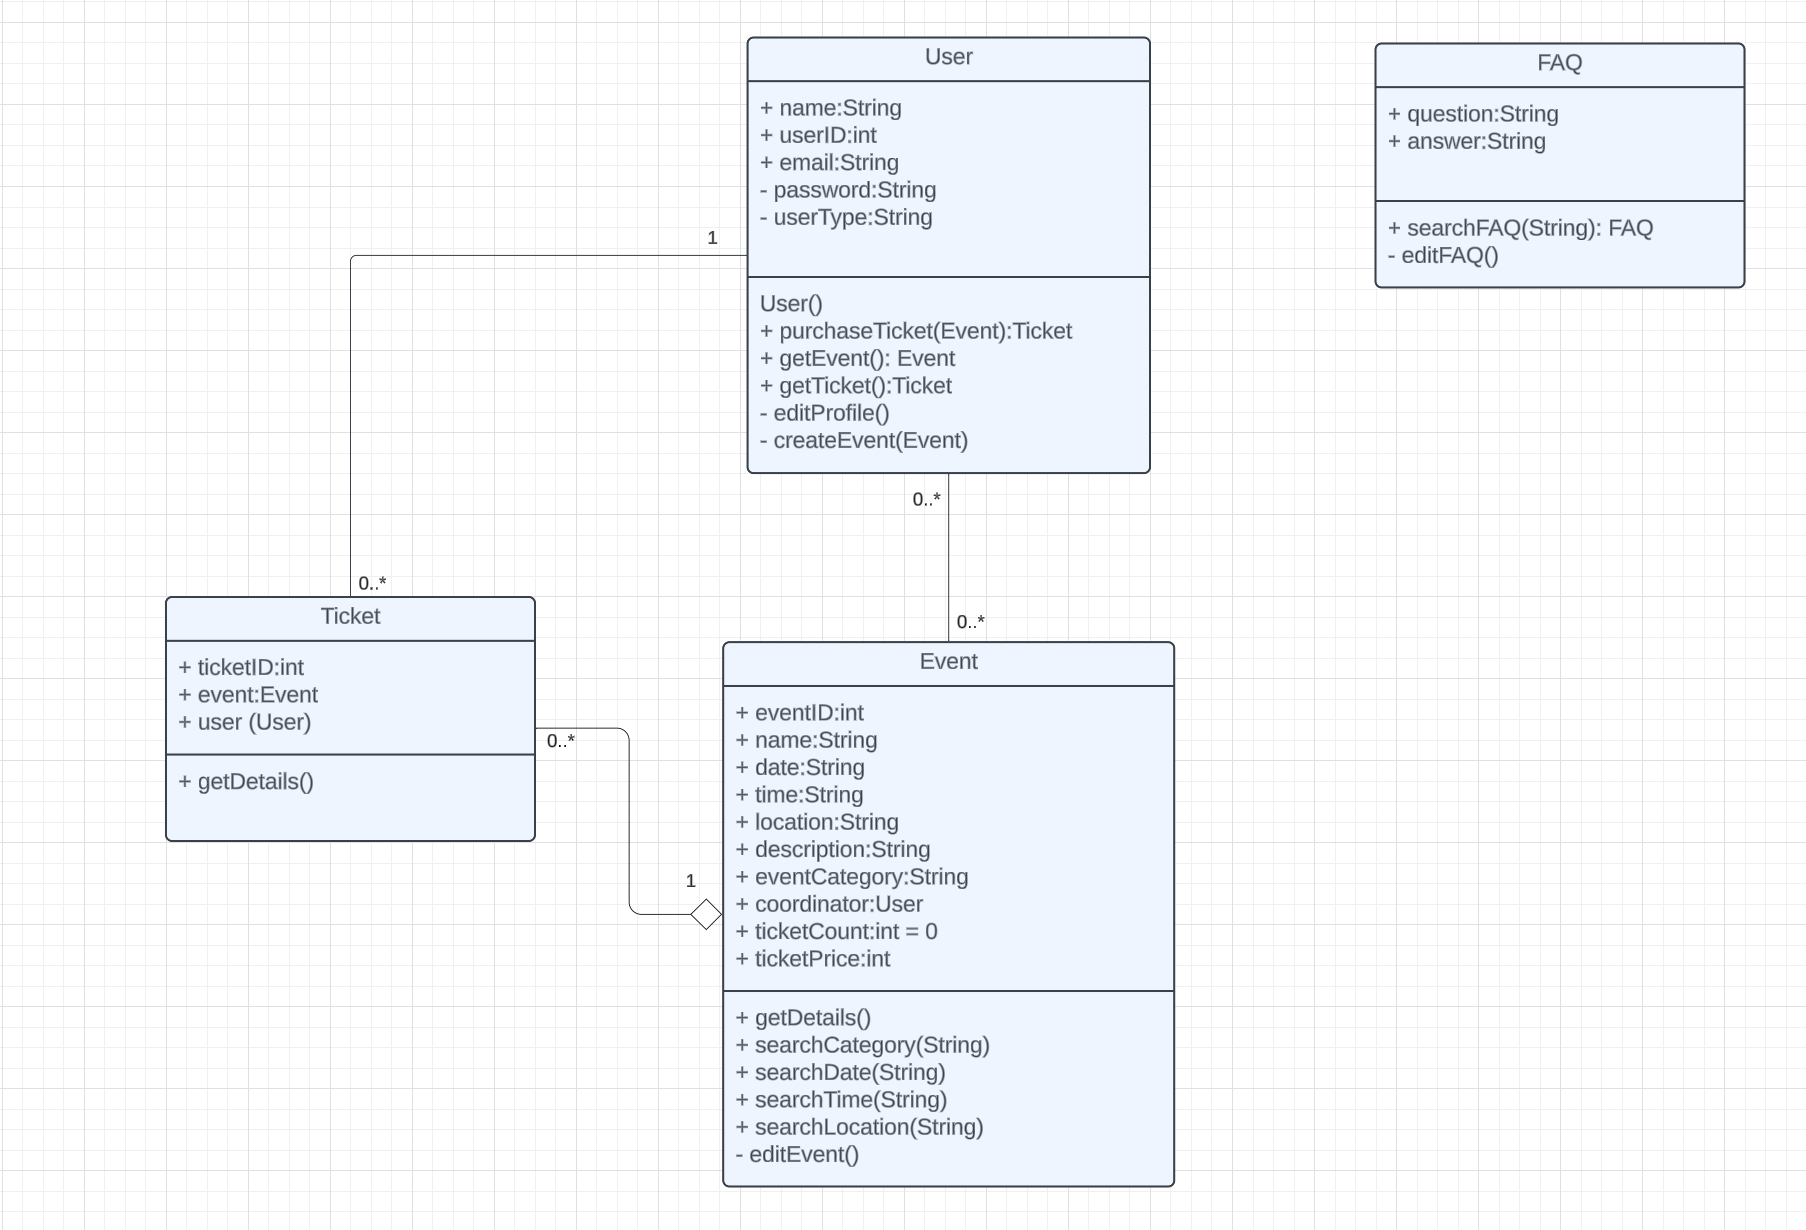 User
+ name:String
+ userID:int
+ email:String
- password:String
- userType:String
User()
+ purchaseTicket(Event):Ticket
+ getEvent(): Event
+ getTicket():Ticket
- editProfile()
- createEvent(Event)
FAQ
+ question:String
+ answer:String
+ searchFAQ(String): FAQ
- editFAQ()
1
0..*
0..*
0..*
Ticket
+ ticketID:int
+ event:Event
+ user (User)
+ getDetails()
0..*
1
Event
+ eventID:int
+ name:String
+ date:String
+ time:String
+ location:String
+ description:String
+ eventCategory:String
+ coordinator:User
+ ticketCount:int = 0
+ ticketPrice:int
+ getDetails()
+ searchCategory(String)
+ searchDate(String)
+ searchTime(String)
+ searchLocation(String)
- editEvent()